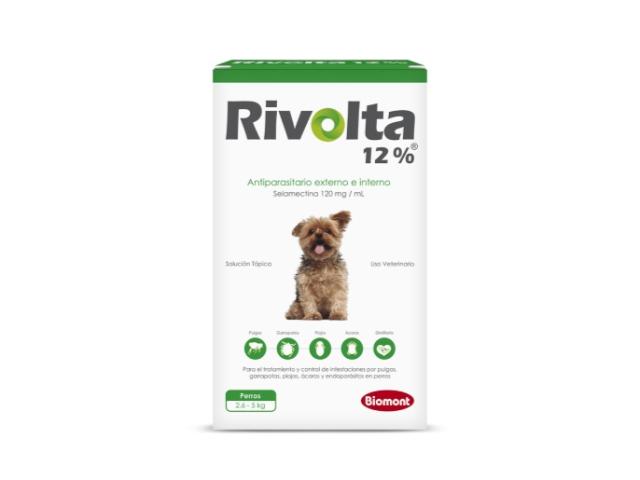 Rivolta 12%
Rivolta
12%®
Antiparasitario externo e interno
Selamectina 120 mg / mL
Solución Tópica
Uso Veterinario
Pulgas Garrapatas Piojos Ácaros Dirofilaria
Para el tratamiento y control de infestaciones por pulgas,
garrapatas, piojos, ácaros y endoparásitos en perros
Perros
2,6 - 5 kg
Biomont